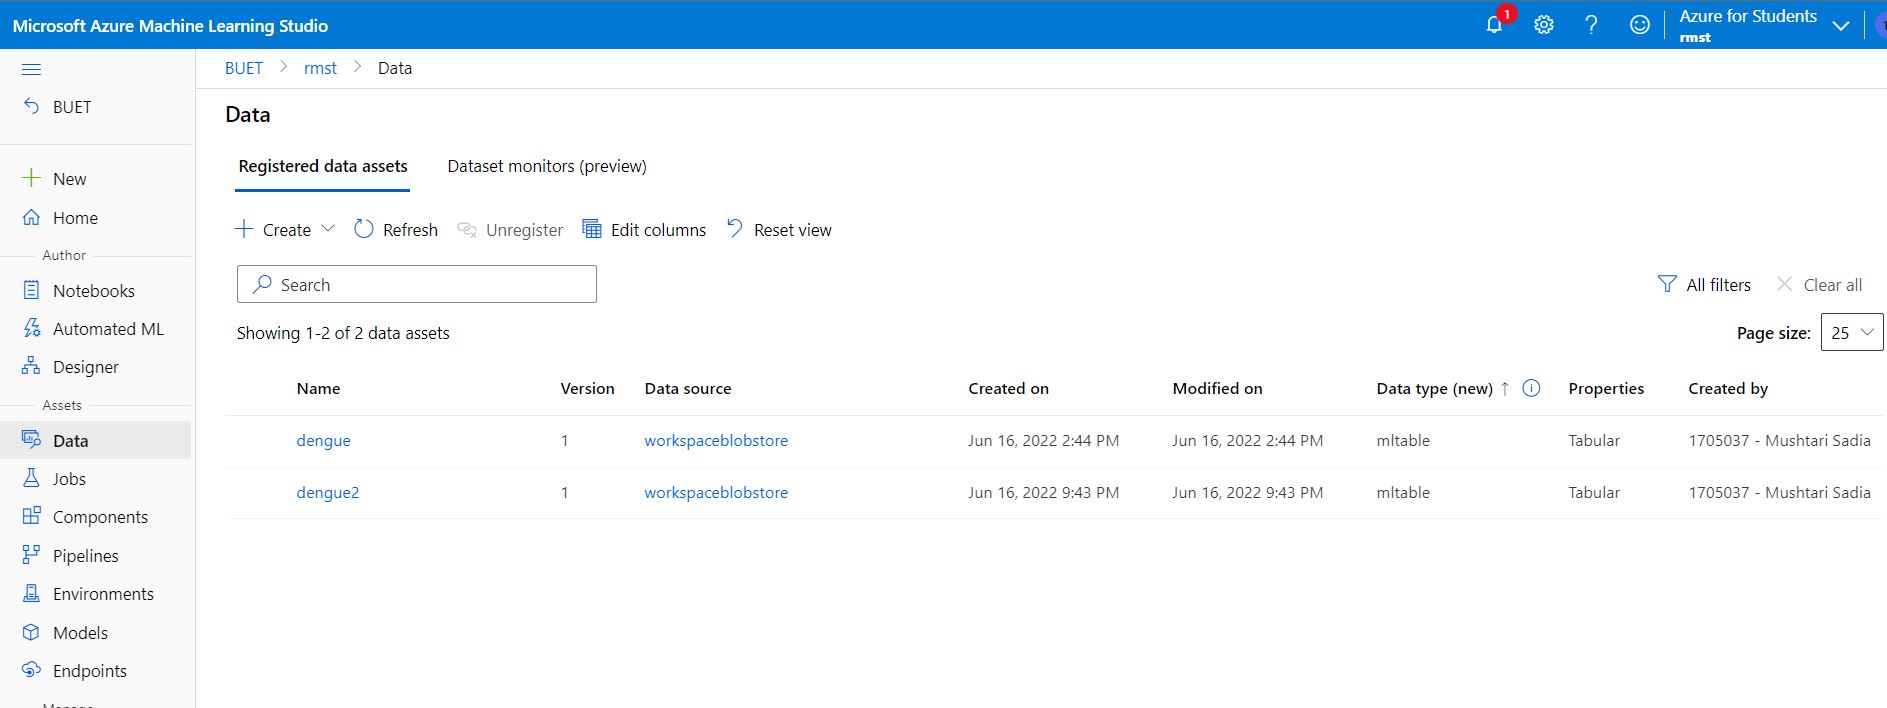 Microsoft Azure Machine Learning Studio
1
Azure for Students
rmst
BUET > rmst > Data
BUET
New
Home
Author
Notebooks
Automated ML
Designer
Assets
Data
Jobs
Components
Pipelines
Environments
Models
Endpoints
Manage
Data
Registered data assets Dataset monitors (preview)
Create Refresh Unregister Edit columns Reset view
Search
All filters Clear all
Showing 1-2 of 2 data assets
Page size: 25
Name Version Data source Created on Modified on Data type (new) ↑ Properties Created by
dengue 1 workspaceblobstore Jun 16, 2022 2:44 PM Jun 16, 2022 2:44 PM mltable Tabular 1705037 - Mushtari Sadia
dengue2 1 workspaceblobstore Jun 16, 2022 9:43 PM Jun 16, 2022 9:43 PM mltable Tabular 1705037 - Mushtari Sadia